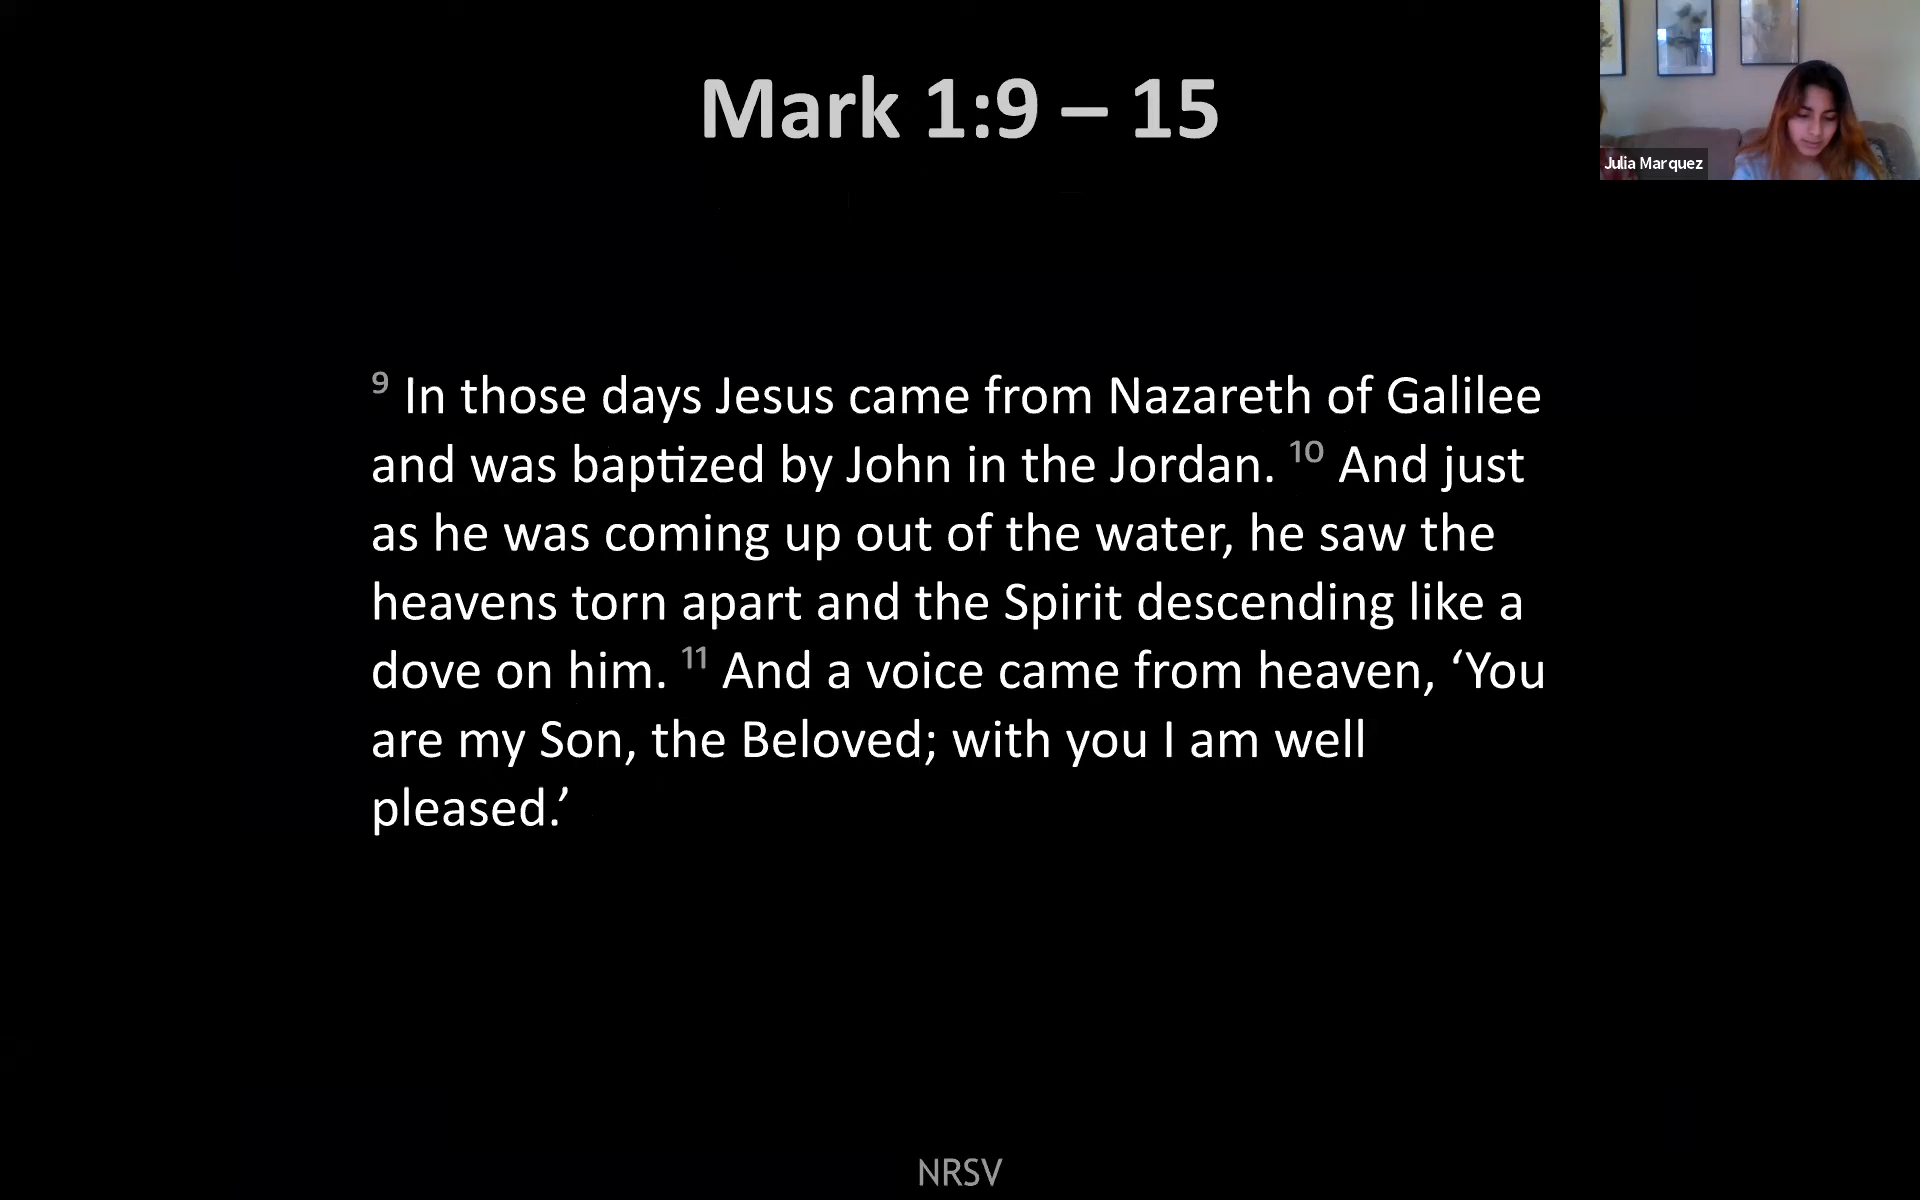 Mark 1:9 – 15
Julia Marquez
9 In those days Jesus came from Nazareth of Galilee
and was baptized by John in the Jordan. 10 And just
as he was coming up out of the water, he saw the
heavens torn apart and the Spirit descending like a
dove on him. 11 And a voice came from heaven, ‘You
are my Son, the Beloved; with you I am well
pleased.’
NRSV